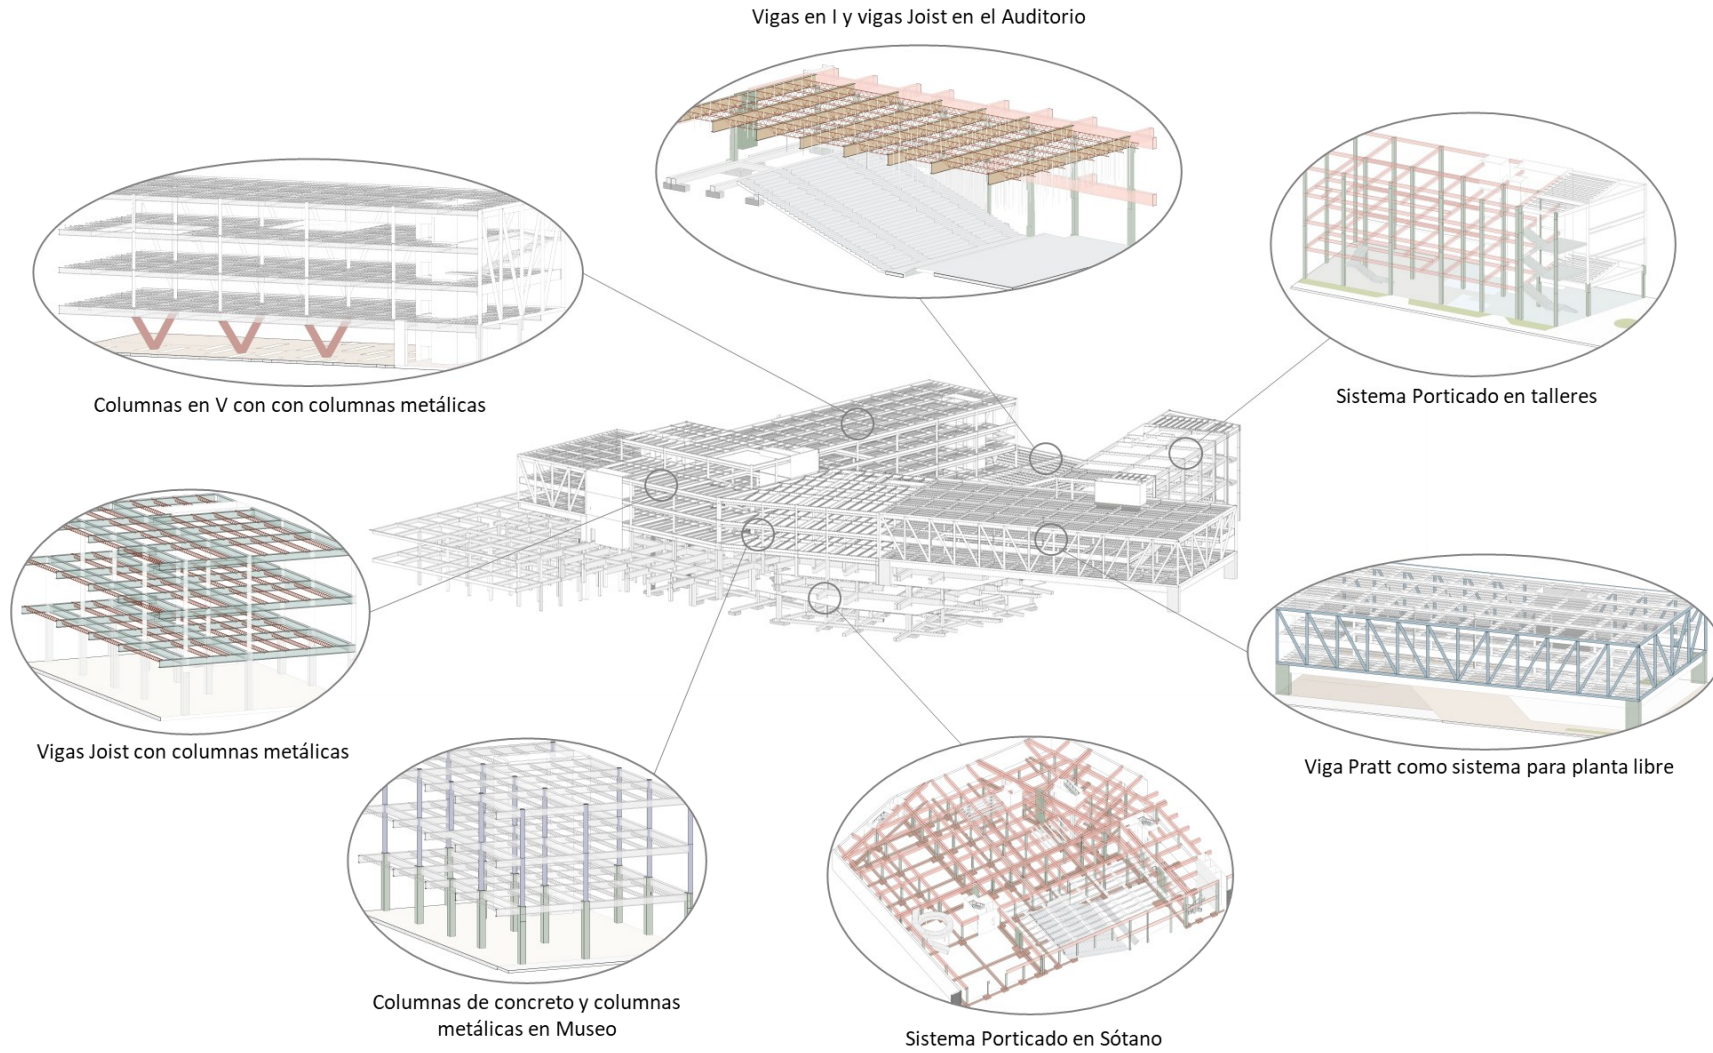 Vigas en I y vigas Joist en el Auditorio
Columnas en V con con columnas metálicas
Sistema Porticado en talleres
Vigas Joist con columnas metálicas
Viga Pratt como sistema para planta libre
Columnas de concreto y columnas
metálicas en Museo
Sistema Porticado en Sótano